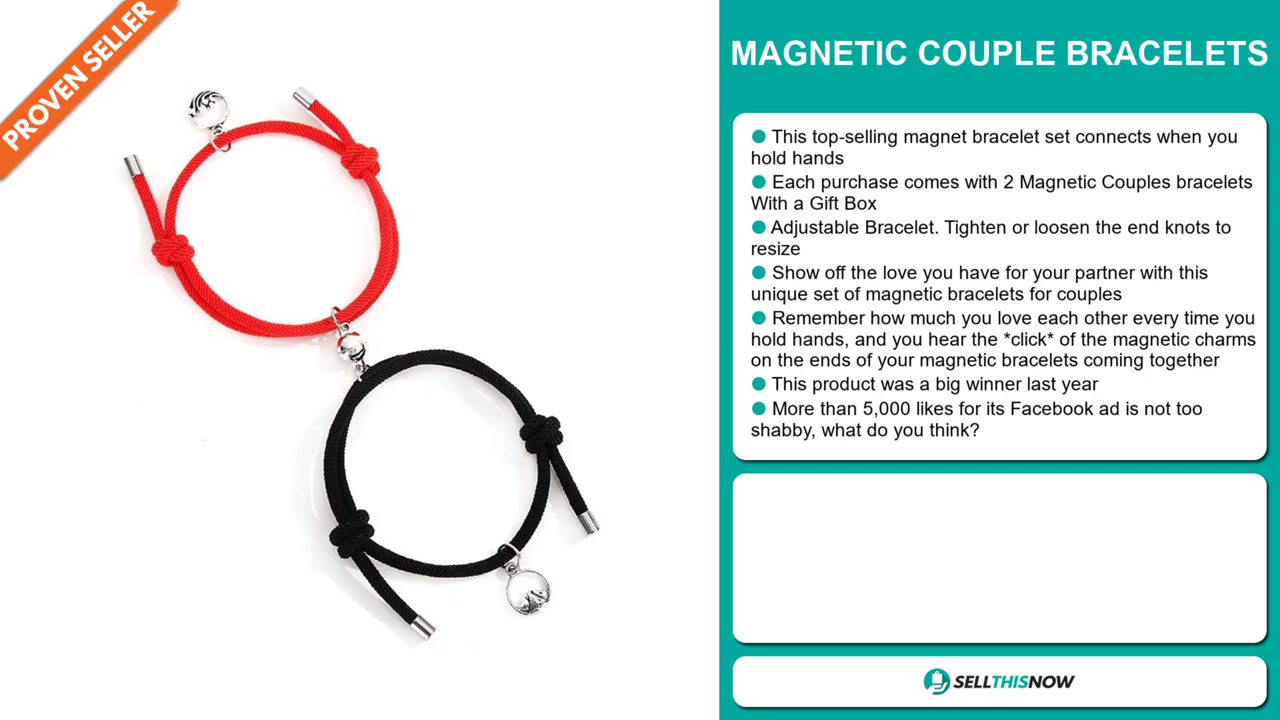 PROVEN SELLER
MAGNETIC COUPLE BRACELETS
● This top-selling magnet bracelet set connects when you
hold hands
● Each purchase comes with 2 Magnetic Couples bracelets
With a Gift Box
● Adjustable Bracelet. Tighten or loosen the end knots to
resize
● Show off the love you have for your partner with this
unique set of magnetic bracelets for couples
● Remember how much you love each other every time you
hold hands, and you hear the *click* of the magnetic charms
on the ends of your magnetic bracelets coming together
● This product was a big winner last year
● More than 5,000 likes for its Facebook ad is not too
shabby, what do you think?
SELLTHISNOW